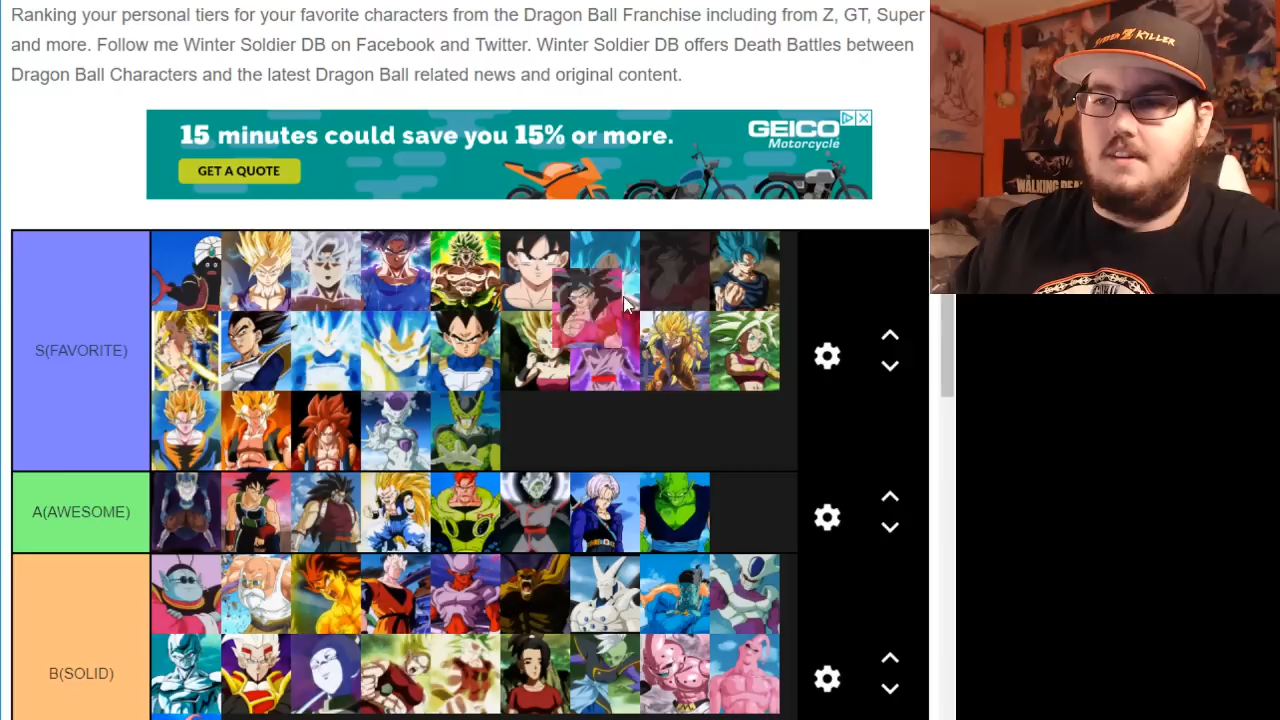 Ranking your personal tiers for your favorite characters from the Dragon Ball Franchise including from Z, GT, Super
and more. Follow me Winter Soldier DB on Facebook and Twitter. Winter Soldier DB offers Death Battles between
Dragon Ball Characters and the latest Dragon Ball related news and original content.
15 minutes could save you 15% or more.
GEICO
Motorcycle
GET A QUOTE
THE
WALKING DEAD
S(FAVORITE)
A(AWESOME)
B(SOLID)